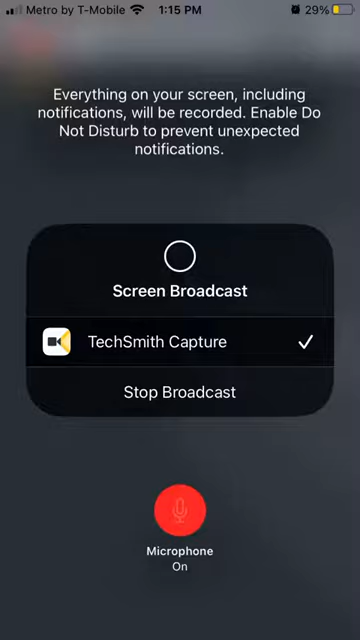 Metro by T-Mobile 1:15 PM 29%
Everything on your screen, including
notifications, will be recorded. Enable Do
Not Disturb to prevent unexpected
notifications.
Screen Broadcast
TechSmith Capture
Stop Broadcast
Microphone
On